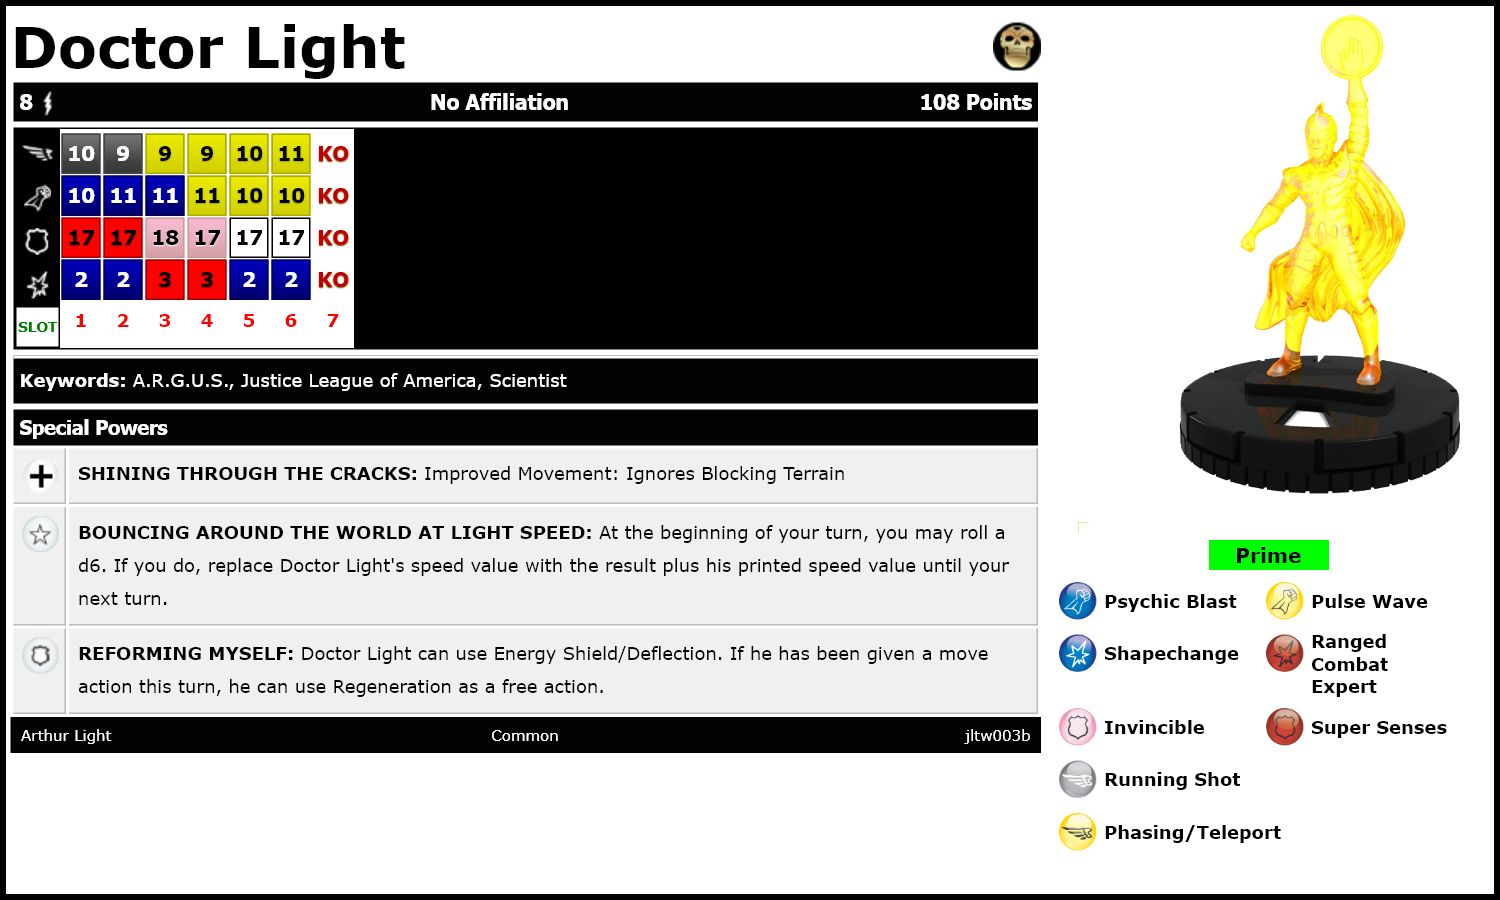 Doctor Light
8 No Affiliation 108 Points
10 9 9 9 10 11 KO
10 11 11 11 10 10 KO
17 17 18 17 17 17 KO
2 2 3 3 2 2 KO
SLOT 1 2 3 4 5 6 7
Keywords: A.R.G.U.S., Justice League of America, Scientist
Special Powers
SHINING THROUGH THE CRACKS: Improved Movement: Ignores Blocking Terrain
BOUNCING AROUND THE WORLD AT LIGHT SPEED: At the beginning of your turn, you may roll a
d6. If you do, replace Doctor Light's speed value with the result plus his printed speed value until your
next turn.
REFORMING MYSELF: Doctor Light can use Energy Shield/Deflection. If he has been given a move
action this turn, he can use Regeneration as a free action.
Arthur Light Common jltw003b
Prime
Psychic Blast Pulse Wave
Shapechange Ranged
Combat
Expert
Invincible Super Senses
Running Shot
Phasing/Teleport